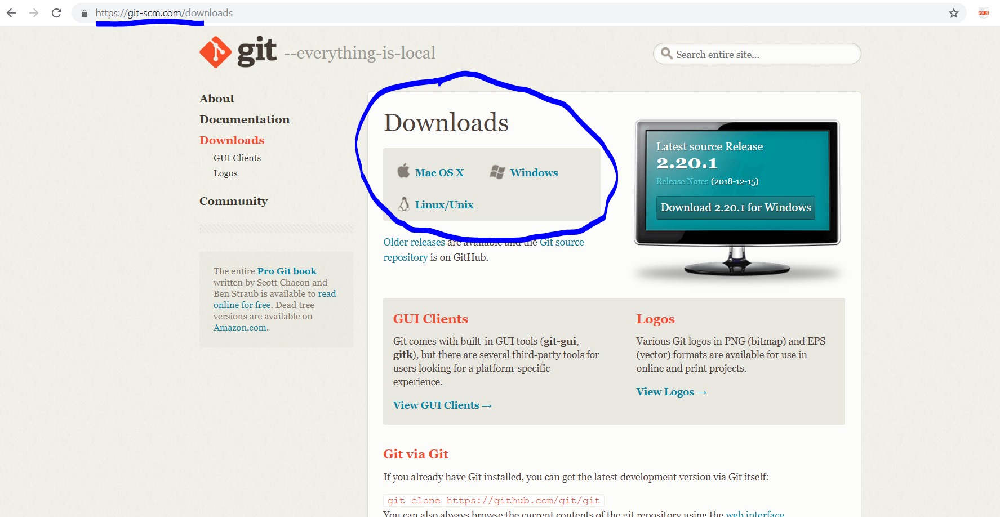 https://git-scm.com/downloads
git --everything-is-local
Search entire site...
About
Documentation
Downloads
GUI Clients
Logos
Community
The entire Pro Git book
written by Scott Chacon and
Ben Straub is available to read
online for free. Dead tree
versions are available on
Amazon.com.
Downloads
Mac OS X
Windows
Linux/Unix
Older releases are available and the Git source
repository is on GitHub.
Latest source Release
2.20.1
Release Notes (2018-12-15)
Download 2.20.1 for Windows
GUI Clients
Git comes with built-in GUI tools (git-gui,
gitk), but there are several third-party tools for
users looking for a platform-specific
experience.
View GUI Clients →
Logos
Various Git logos in PNG (bitmap) and EPS
(vector) formats are available for use in
online and print projects.
View Logos →
Git via Git
If you already have Git installed, you can get the latest development version via Git itself:
git clone https://github.com/git/git
You can also always browse the current contents of the git repository using the web interface.